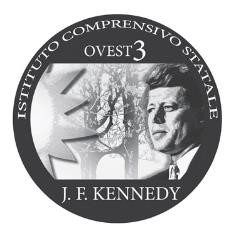 ISTITUTO COMPRENSIVO STATALE
OVEST 3
J. F. KENNEDY